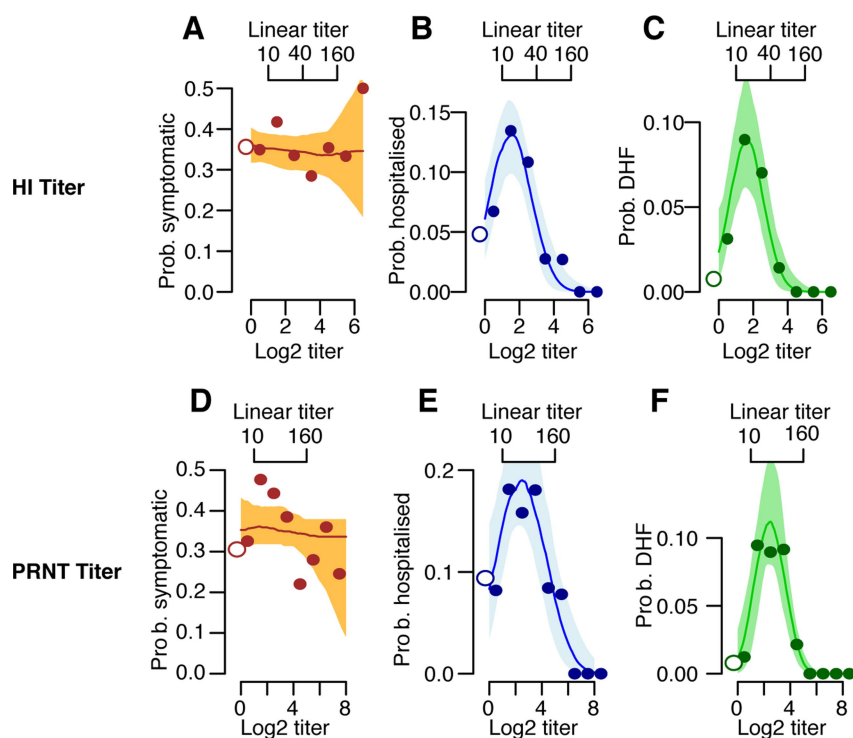 A
Linear titer
10 40 160
Prob. symptomatic
0.5
0.4
0.3
0.2
0.1
0.0
0 2 4 6
Log2 titer
B
Linear titer
10 40 160
Prob. hospitalised
0.15
0.10
0.05
0.00
0 2 4 6
Log2 titer
C
Linear titer
10 40 160
Prob. DHF
0.10
0.05
0.00
0 2 4 6
Log2 titer
HI Titer
D
Linear titer
10 160
Prob. symptomatic
0.5
0.4
0.3
0.2
0.1
0.0
0 4 8
Log2 titer
E
Linear titer
10 160
Prob. hospitalised
0.2
0.1
0.0
0 4 8
Log2 titer
F
Linear titer
10 160
Prob. DHF
0.10
0.05
0.00
0 4 8
Log2 titer
PRNT Titer